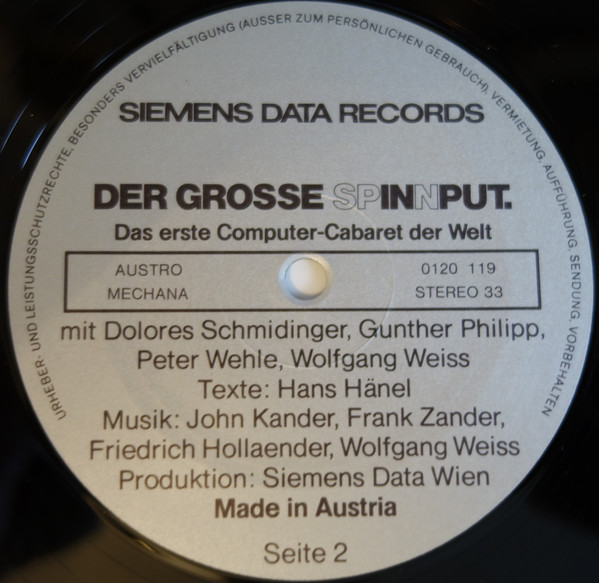 URHEBER- UND LEISTUNGSSCHUTZRECHTE, BESONDERS VERVIELFÄLTIGUNG (AUSSER ZUM PERSÖNLICHEN GEBRAUCH), VERMIETUNG, AUFFÜHRUNG, SENDUNG, VORBEHALTEN
SIEMENS DATA RECORDS
DER GROSSE SPINNPUT.
Das erste Computer-Cabaret der Welt
AUSTRO 0120 119
MECHANA STEREO 33
mit Dolores Schmidinger, Gunther Philipp,
Peter Wehle, Wolfgang Weiss
Texte: Hans Hänel
Musik: John Kander, Frank Zander,
Friedrich Hollaender, Wolfgang Weiss
Produktion: Siemens Data Wien
Made in Austria
Seite 2